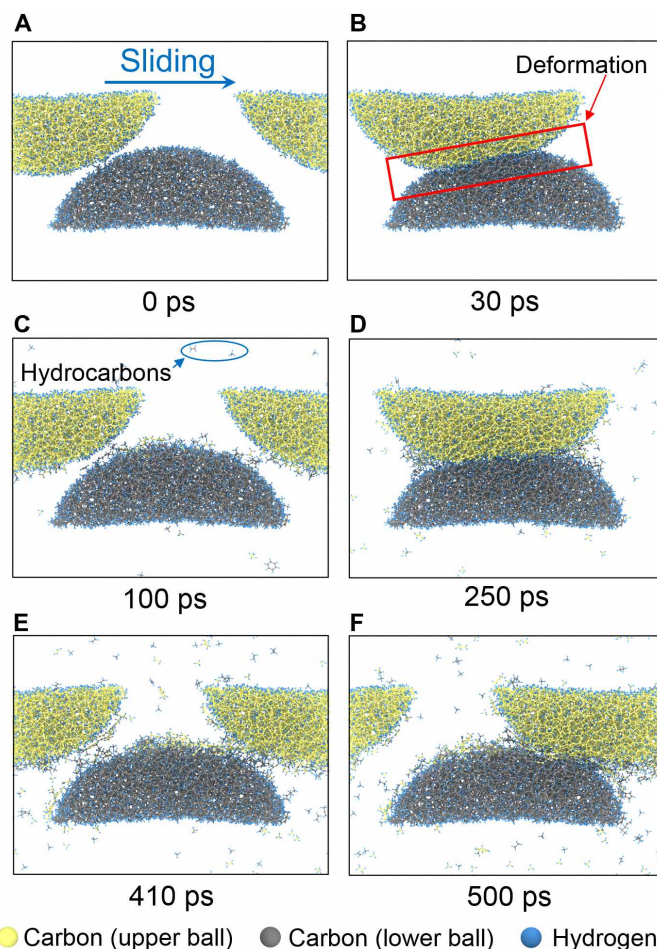 A
B
Sliding
Deformation
0 ps
30 ps
C
D
Hydrocarbons
100 ps
250 ps
E
F
410 ps
500 ps
Carbon (upper ball) Carbon (lower ball) Hydrogen